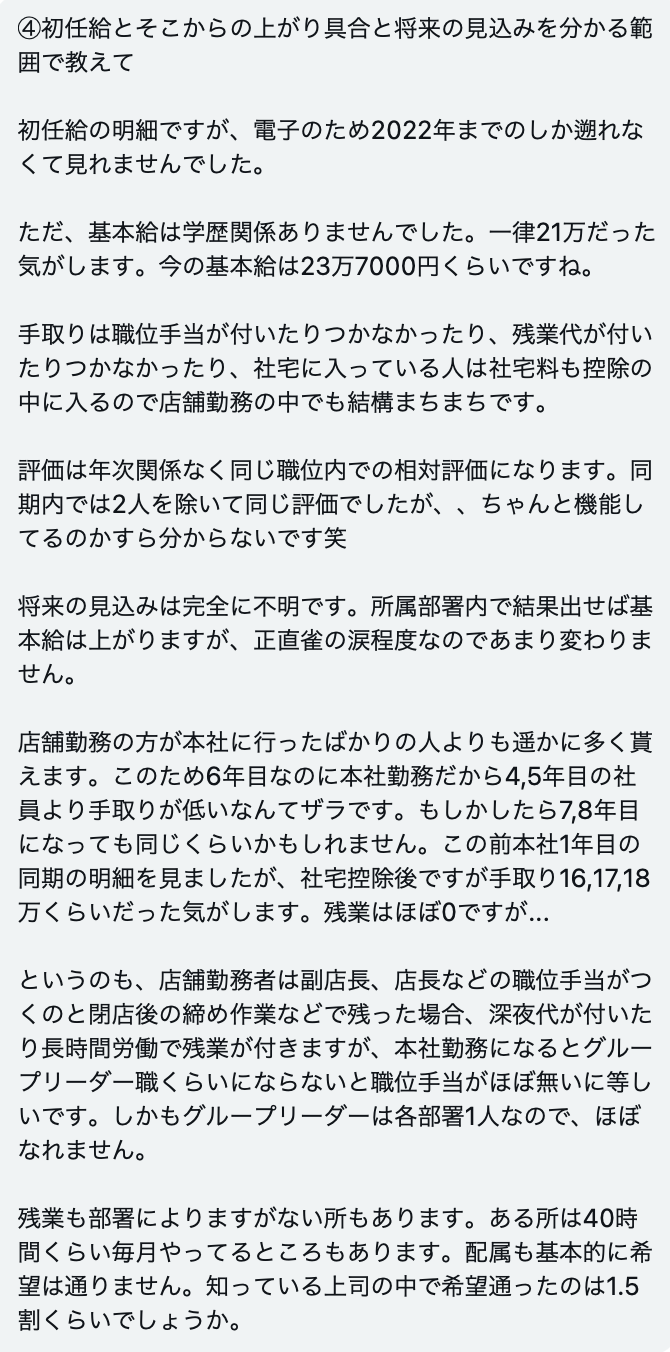 ④初任給とそこからの上がり具合と将来の見込みを分かる範
囲で教えて
初任給の明細ですが、電子のため2022年までのしか遡れな
くて見れませんでした。
ただ、基本給は学歴関係ありませんでした。一律21万だった
気がします。今の基本給は23万7000円くらいですね。
手取りは職位手当が付いたりつかなかったり、残業代が付い
たりつかなかったり、社宅に入っている人は社宅料も控除の
中に入るので店舗勤務の中でも結構まちまちです。
評価は年次関係なく同じ職位内での相対評価になります。同
期内では2人を除いて同じ評価でしたが、、ちゃんと機能し
てるのかすら分からないです笑
将来の見込みは完全に不明です。所属部署内で結果出せば基
本給は上がりますが、正直雀の涙程度なのであまり変わりま
せん。
店舗勤務の方が本社に行ったばかりの人よりも遥かに多く貰
えます。このため6年目なのに本社勤務だから4,5年目の社
員より手取りが低いなんてザラです。もしかしたら7,8年目
になっても同じくらいかもしれません。この前本社1年目の
同期の明細を見ましたが、社宅控除後ですが手取り16,17,18
万くらいだった気がします。残業はほぼ0ですが…
というのも、店舗勤務者は副店長、店長などの職位手当がつ
くのと閉店後の締め作業などで残った場合、深夜代が付いた
り長時間労働で残業が付きますが、本社勤務になるとグルー
プリーダー職くらいにならないと職位手当がほぼ無いに等し
いです。しかもグループリーダーは各部署1人なので、ほぼ
なれません。
残業も部署によりますがない所もあります。ある所は40時
間くらい毎月やってるところもあります。配属も基本的に希
望は通りません。知っている上司の中で希望通ったのは1.5
割くらいでしょうか。